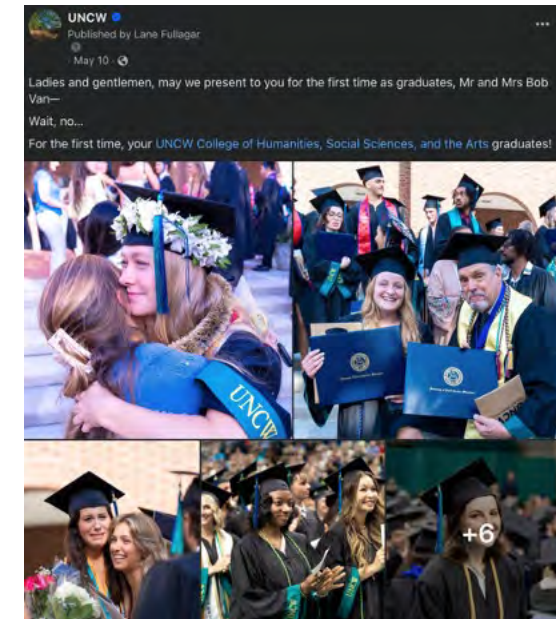 UNCW
Published by Lane Fullagar
May 10 ·
Ladies and gentlemen, may we present to you for the first time as graduates, Mr and Mrs Bob
Van—
Wait, no...
For the first time, your UNCW College of Humanities, Social Sciences, and the Arts graduates!
UNCW
+6
UNCW